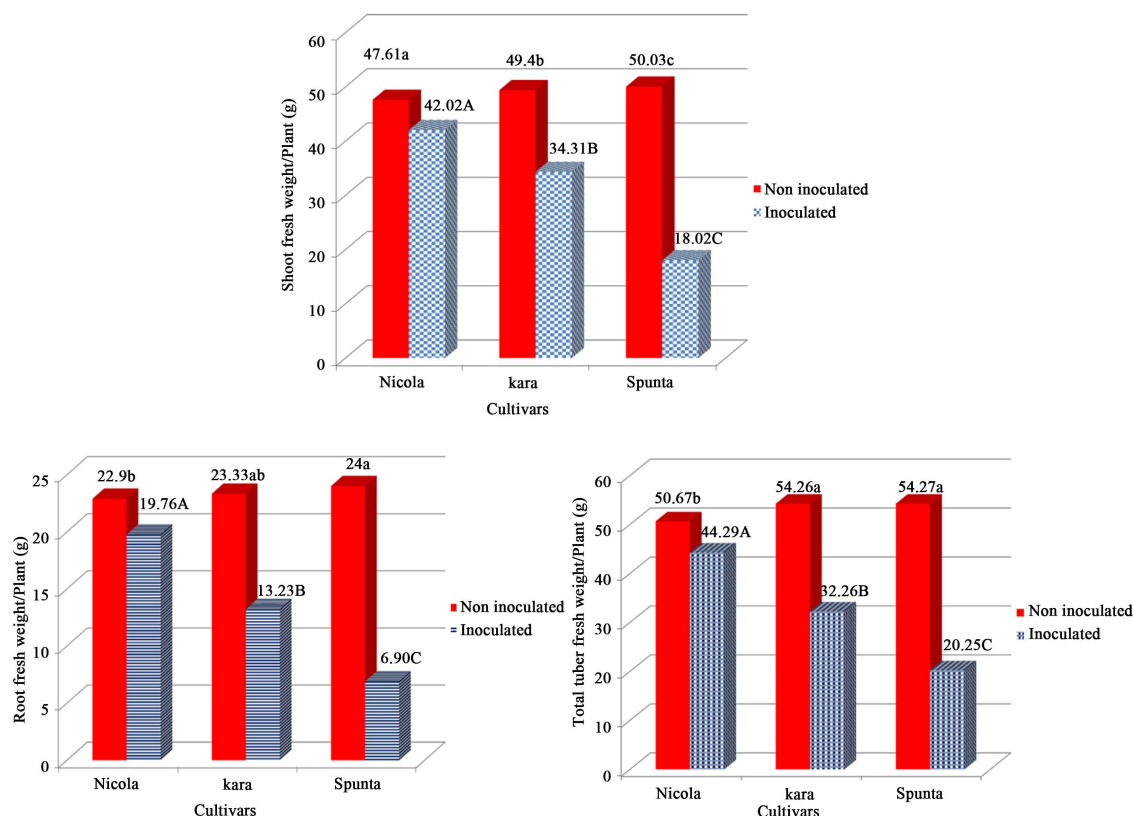 60
50
40
30
20
10
0
Shoot fresh weight/Plant (g)
47.61a
42.02A
49.4b
34.31B
50.03c
18.02C
Nicola
kara
Spunta
Cultivars
Non inoculated
Inoculated
25
20
15
10
5
0
Root fresh weight/Plant (g)
22.9b
19.76A
23.33ab
13.23B
24a
6.90C
Nicola
kara
Spunta
Cultivars
Non inoculated
Inoculated
60
50
40
30
20
10
0
Total tuber fresh weight/Plant (g)
50.67b
44.29A
54.26a
32.26B
54.27a
20.25C
Nicola
kara
Spunta
Cultivars
Non inoculated
Inoculated